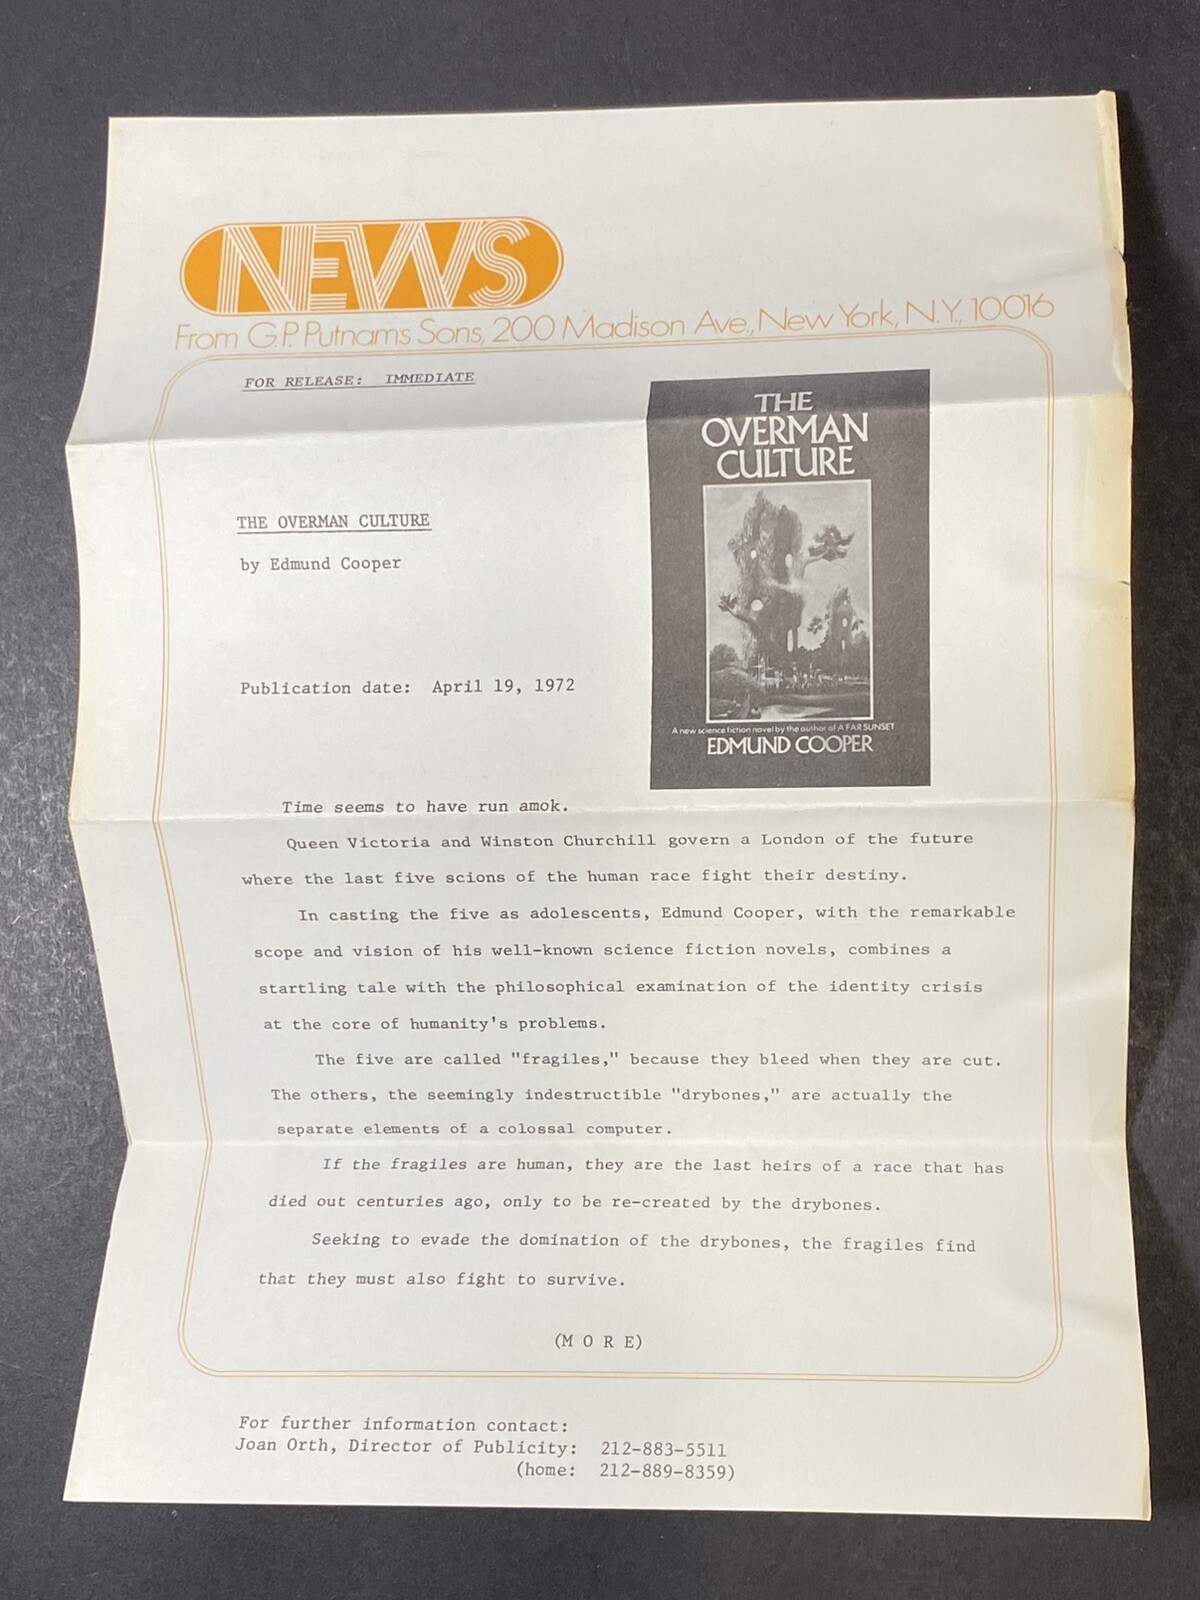 NEWS
From G.P. Putnams Sons, 200 Madison Ave., New York, N.Y., 10016
FOR RELEASE: IMMEDIATE
THE
OVERMAN
CULTURE
A new science fiction novel by the author of A FAR SUNSET
EDMUND COOPER
THE OVERMAN CULTURE
by Edmund Cooper
Publication date: April 19, 1972
Time seems to have run amok.
Queen Victoria and Winston Churchill govern a London of the future
where the last five scions of the human race fight their destiny.
In casting the five as adolescents, Edmund Cooper, with the remarkable
scope and vision of his well-known science fiction novels, combines a
startling tale with the philosophical examination of the identity crisis
at the core of humanity's problems.
The five are called "fragiles," because they bleed when they are cut.
The others, the seemingly indestructible "drybones," are actually the
separate elements of a colossal computer.
If the fragiles are human, they are the last heirs of a race that has
died out centuries ago, only to be re-created by the drybones.
Seeking to evade the domination of the drybones, the fragiles find
that they must also fight to survive.
(M O R E)
For further information contact:
Joan Orth, Director of Publicity: 212-883-5511
(home: 212-889-8359)